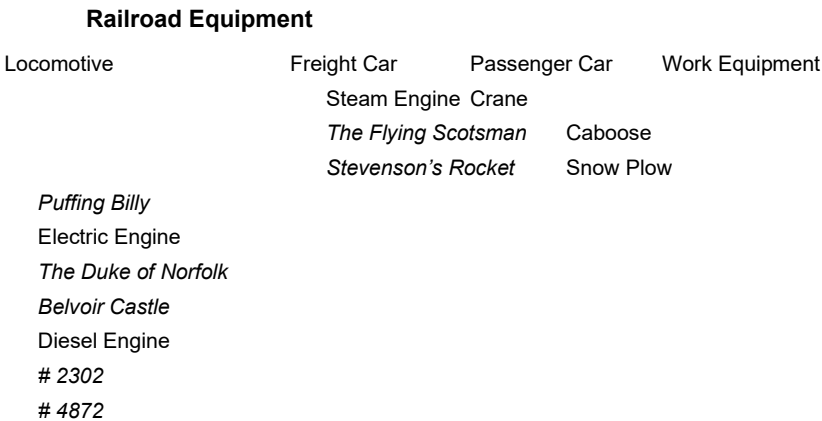 Railroad Equipment
Locomotive Freight Car Passenger Car Work Equipment
Steam Engine Crane
The Flying Scotsman Caboose
Stevenson’s Rocket Snow Plow
Puffing Billy
Electric Engine
The Duke of Norfolk
Belvoir Castle
Diesel Engine
# 2302
# 4872